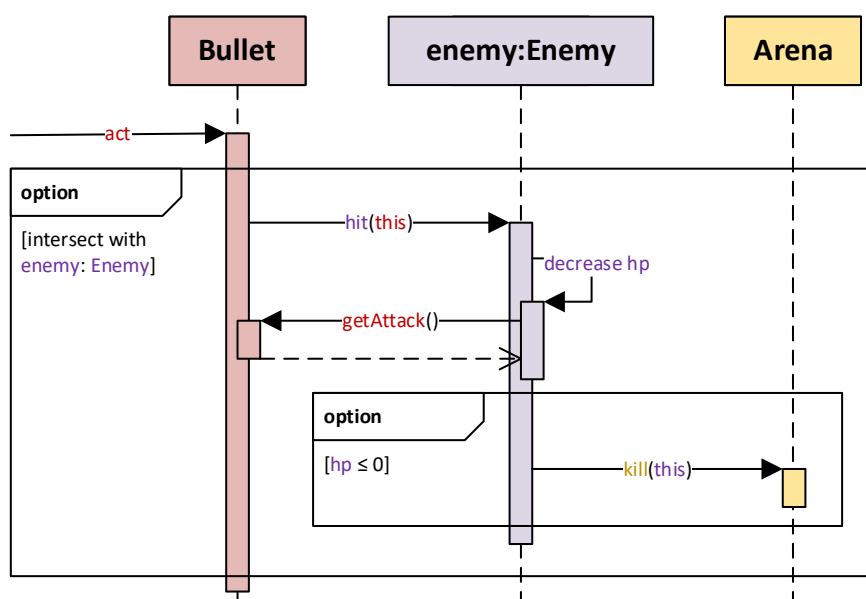 Bullet
enemy:Enemy
Arena
act
option
[intersect with
enemy: Enemy]
hit(this)
decrease hp
getAttack()
option
[hp ≤ 0]
kill(this)